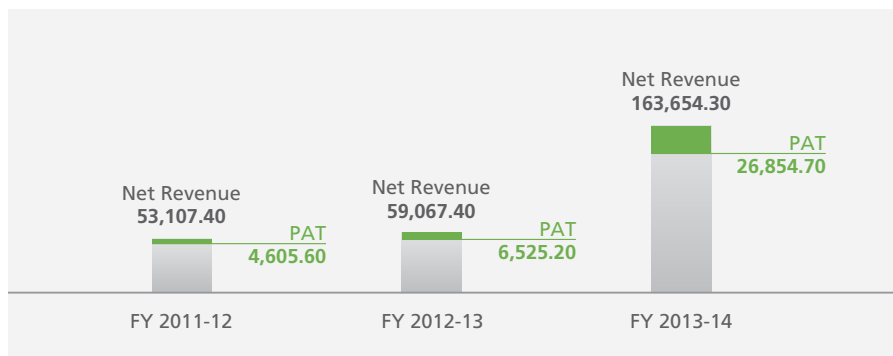 Net Revenue
53,107.40
PAT
4,605.60
FY 2011-12
Net Revenue
59,067.40
PAT
6,525.20
FY 2012-13
Net Revenue
163,654.30
PAT
26,854.70
FY 2013-14